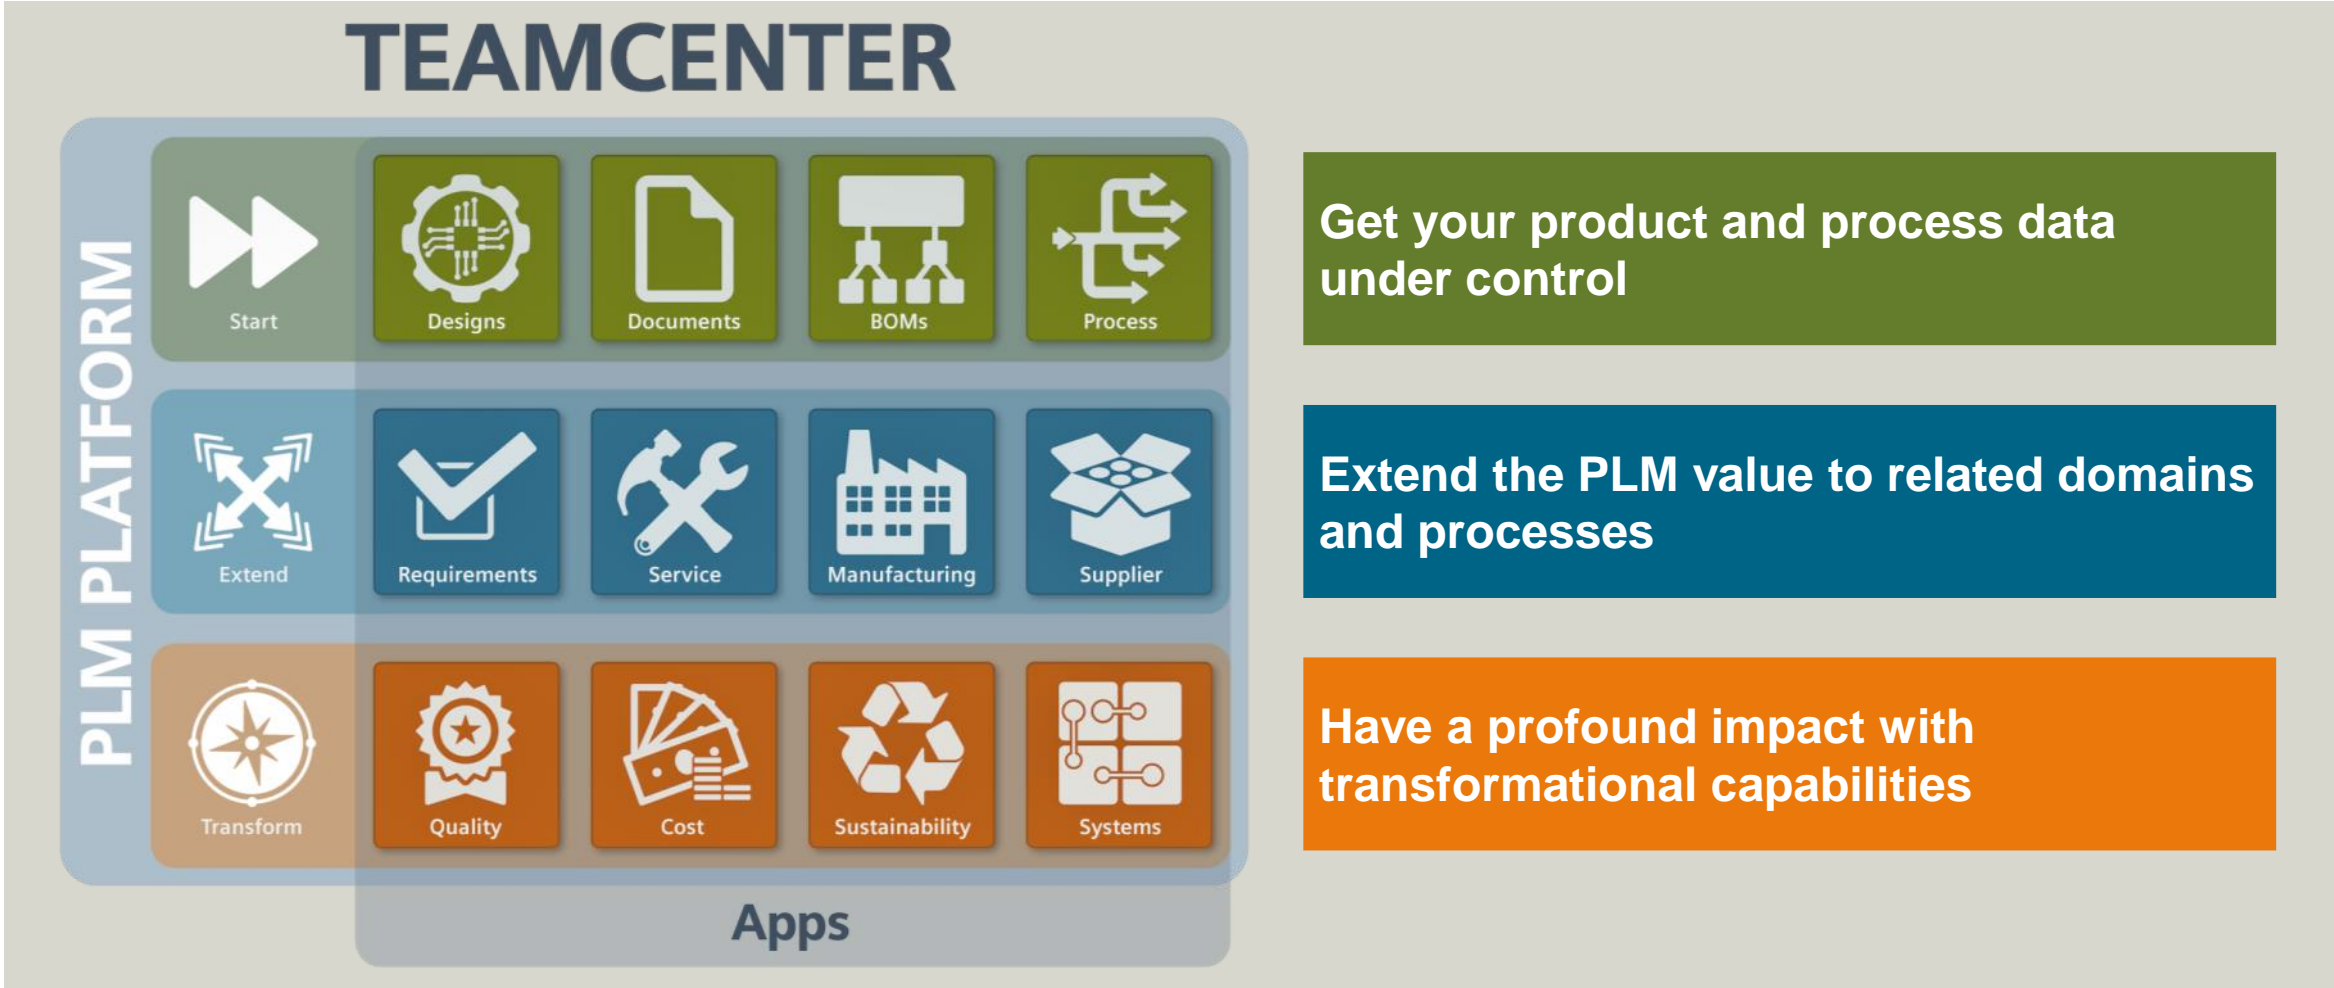 TEAMCENTER
PLM PLATFORM
Start
Designs
Documents
BOMs
Process
Get your product and process data
under control
Extend
Requirements
Service
Manufacturing
Supplier
Extend the PLM value to related domains
and processes
Transform
Quality
Cost
Sustainability
Systems
Have a profound impact with
transformational capabilities
Apps